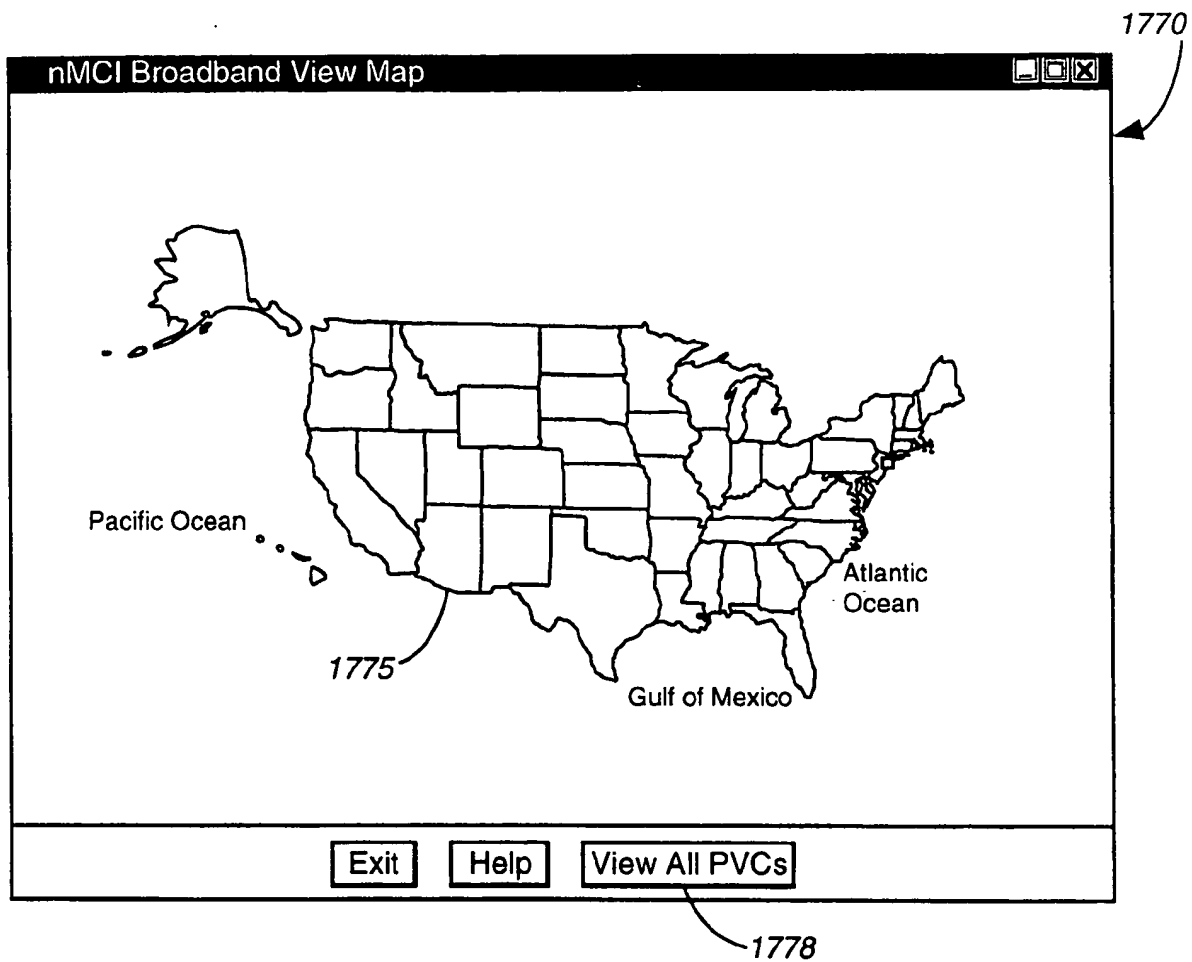 1770
nMCI Broadband View Map
Pacific Ocean
Atlantic
Ocean
1775
Gulf of Mexico
Exit Help View All PVCs
1778